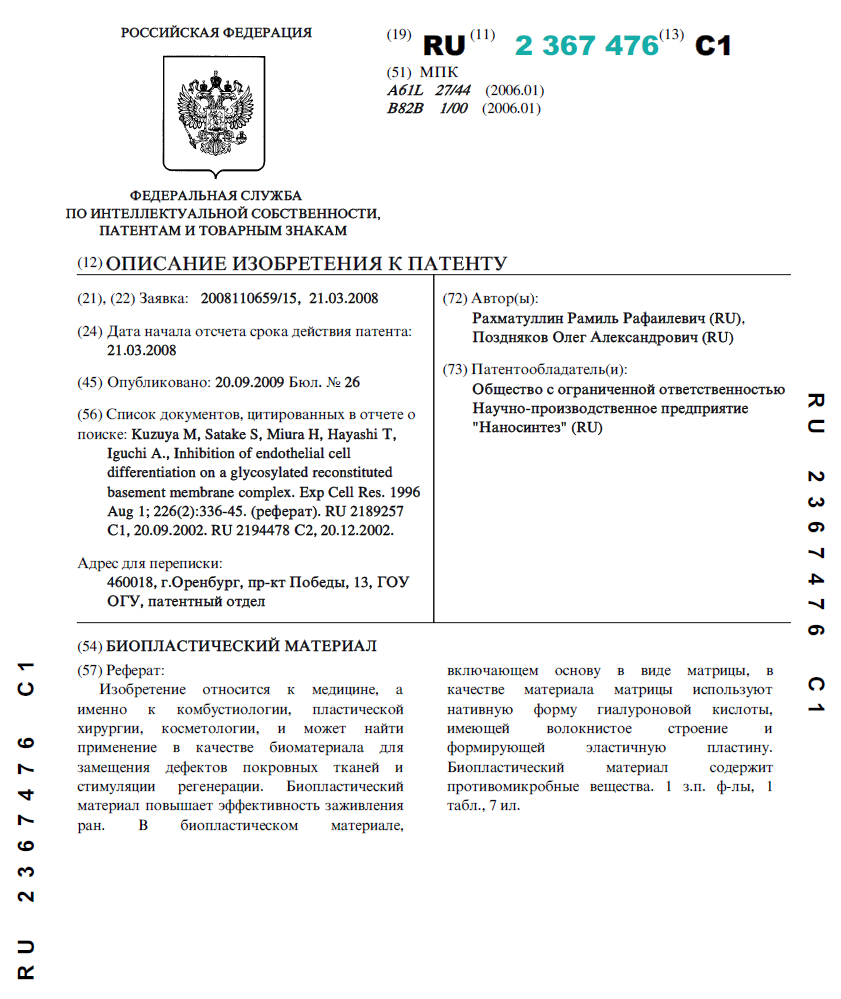 РОССИЙСКАЯ ФЕДЕРАЦИЯ
ФЕДЕРАЛЬНАЯ СЛУЖБА
ПО ИНТЕЛЛЕКТУАЛЬНОЙ СОБСТВЕННОСТИ,
ПАТЕНТАМ И ТОВАРНЫМ ЗНАКАМ
(19) RU (11) 2 367 476 (13) C1
(51) МПК
A61L 27/44 (2006.01)
B82B 1/00 (2006.01)
(12) ОПИСАНИЕ ИЗОБРЕТЕНИЯ К ПАТЕНТУ
(21), (22) Заявка: 2008110659/15, 21.03.2008
(24) Дата начала отсчета срока действия патента:
21.03.2008
(45) Опубликовано: 20.09.2009 Бюл. № 26
(56) Список документов, цитированных в отчете о
поиске: Kuzuya M, Satake S, Miura H, Hayashi T,
Iguchi A., Inhibition of endothelial cell
differentiation on a glycosylated reconstituted
basement membrane complex. Exp Cell Res. 1996
Aug 1; 226(2):336-45. (реферат). RU 2189257
C1, 20.09.2002. RU 2194478 C2, 20.12.2002.
Адрес для переписки:
460018, г.Оренбург, пр-кт Победы, 13, ГОУ
ОГУ, патентный отдел
(72) Автор(ы):
Рахматуллин Рамиль Рафаилевич (RU),
Поздняков Олег Александрович (RU)
(73) Патентообладатель(и):
Общество с ограниченной ответственностью
Научно-производственное предприятие
"Наносинтез" (RU)
(54) БИОПЛАСТИЧЕСКИЙ МАТЕРИАЛ
(57) Реферат:
Изобретение относится к медицине, а
именно к комбустиологии, пластической
хирургии, косметологии, и может найти
применение в качестве биоматериала для
замещения дефектов покровных тканей и
стимуляции регенерации. Биопластический
материал повышает эффективность заживления
ран. В биопластическом материале,
включающем основу в виде матрицы, в
качестве материала матрицы используют
нативную форму гиалуроновой кислоты,
имеющей волокнистое строение и
формирующей эластичную пластину.
Биопластический материал содержит
противомикробные вещества. 1 з.п. ф-лы, 1
табл., 7 ил.
RU 2367476 C1
RU 2367476 C1